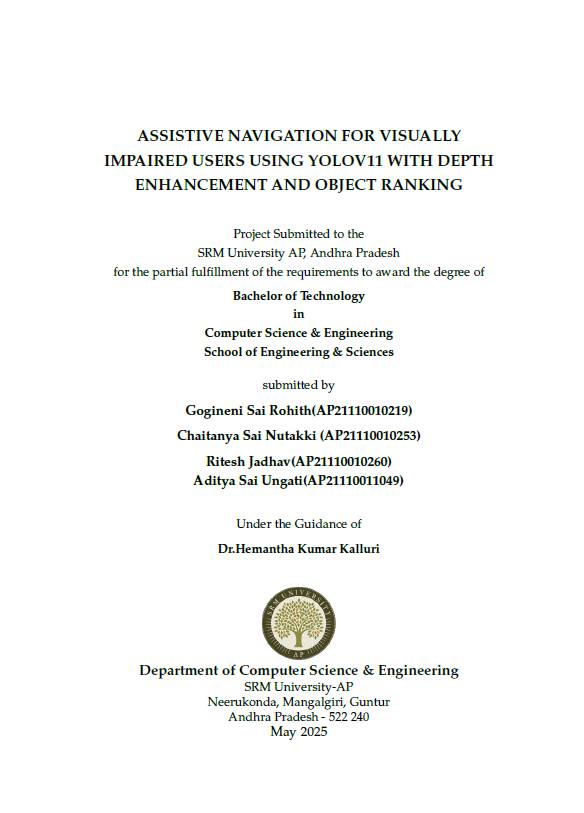 ASSISTIVE NAVIGATION FOR VISUALLY
IMPAIRED USERS USING YOLOV11 WITH DEPTH
ENHANCEMENT AND OBJECT RANKING
Project Submitted to the
SRM University AP, Andhra Pradesh
for the partial fulfillment of the requirements to award the degree of
Bachelor of Technology
in
Computer Science & Engineering
School of Engineering & Sciences
submitted by
Gogineni Sai Rohith(AP21110010219)
Chaitanya Sai Nutakki (AP21110010253)
Ritesh Jadhav(AP21110010260)
Aditya Sai Ungati(AP21110011049)
Under the Guidance of
Dr.Hemantha Kumar Kalluri
SRM UNIVERSITY
AP
Department of Computer Science & Engineering
SRM University-AP
Neerukonda, Mangalgiri, Guntur
Andhra Pradesh - 522 240
May 2025